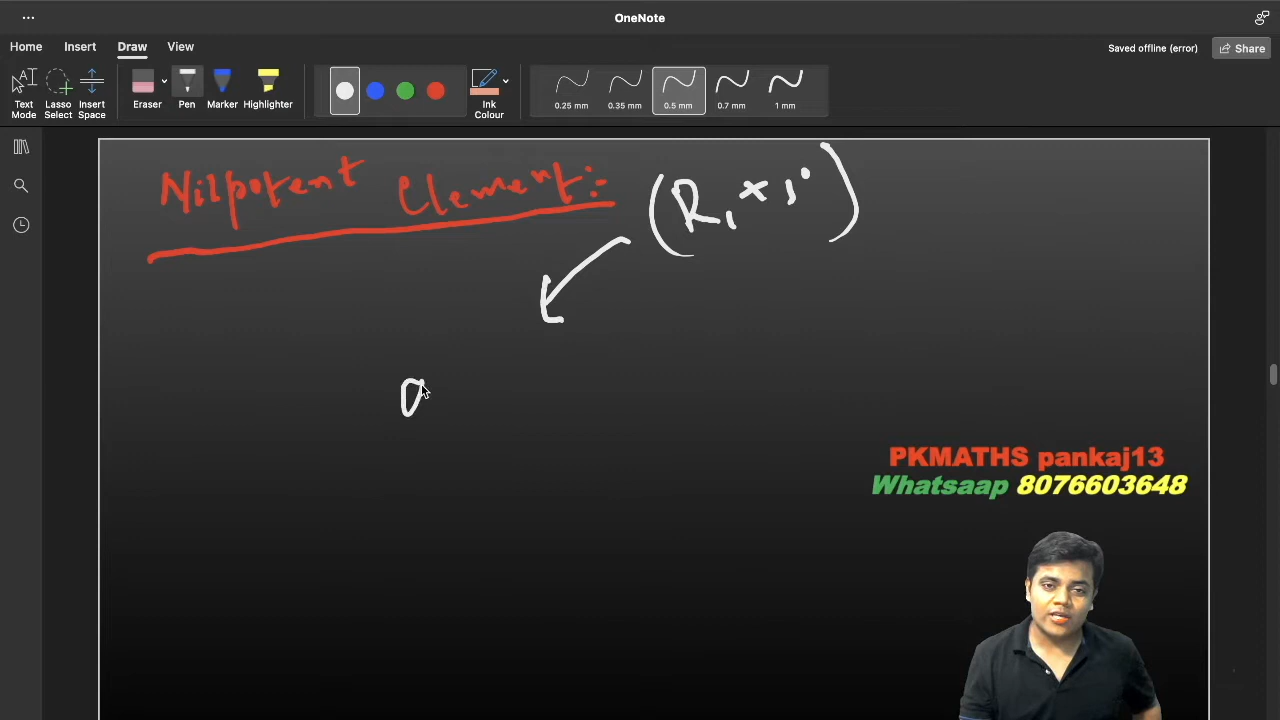 OneNote
Home Insert Draw View
Saved offline (error) Share
Text Mode Lasso Select Insert Space Eraser Pen Marker Highlighter Ink Colour 0.25 mm 0.35 mm 0.5 mm 0.7 mm 1 mm
Nilpotent Element:- (R, *, •)
a
PKMATHS pankaj13
Whatsaap 8076603648